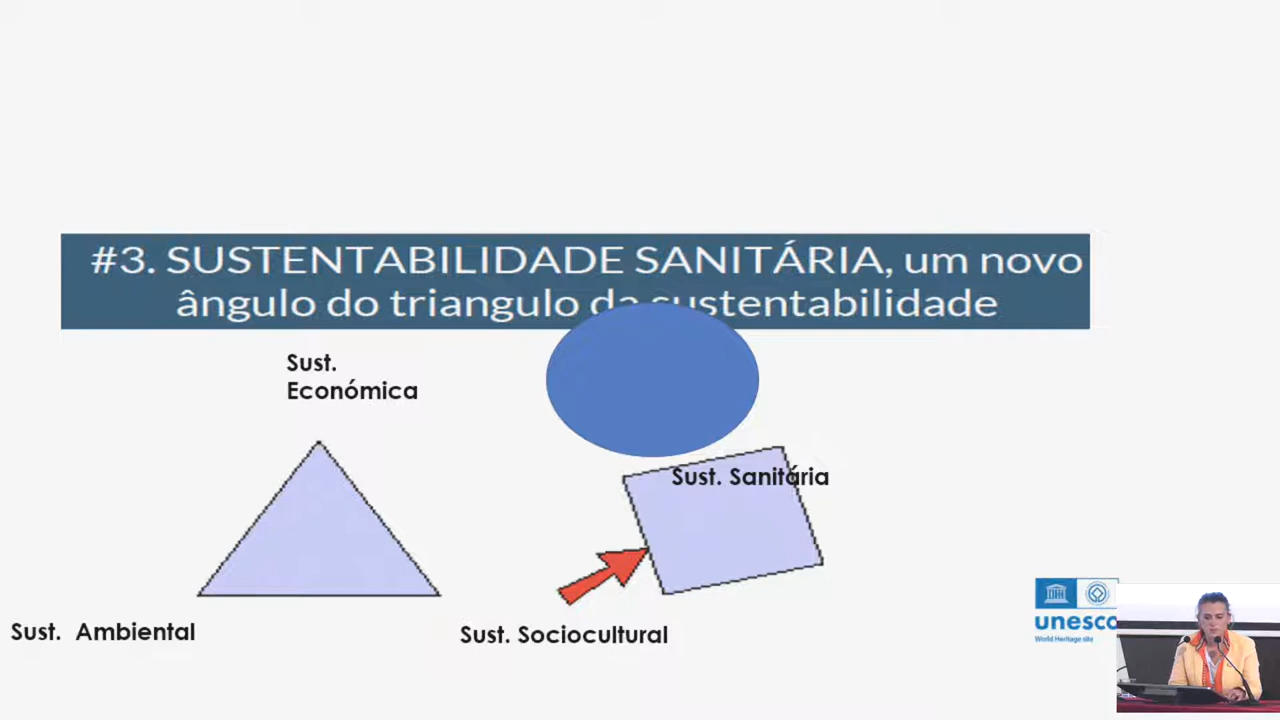 #3. SUSTENTABILIDADE SANITÁRIA, um novo
ângulo do triangulo da sustentabilidade
Sust.
Económica
Sust. Sanitária
Sust.  Ambiental
Sust. Sociocultural
unesco
World Heritage site